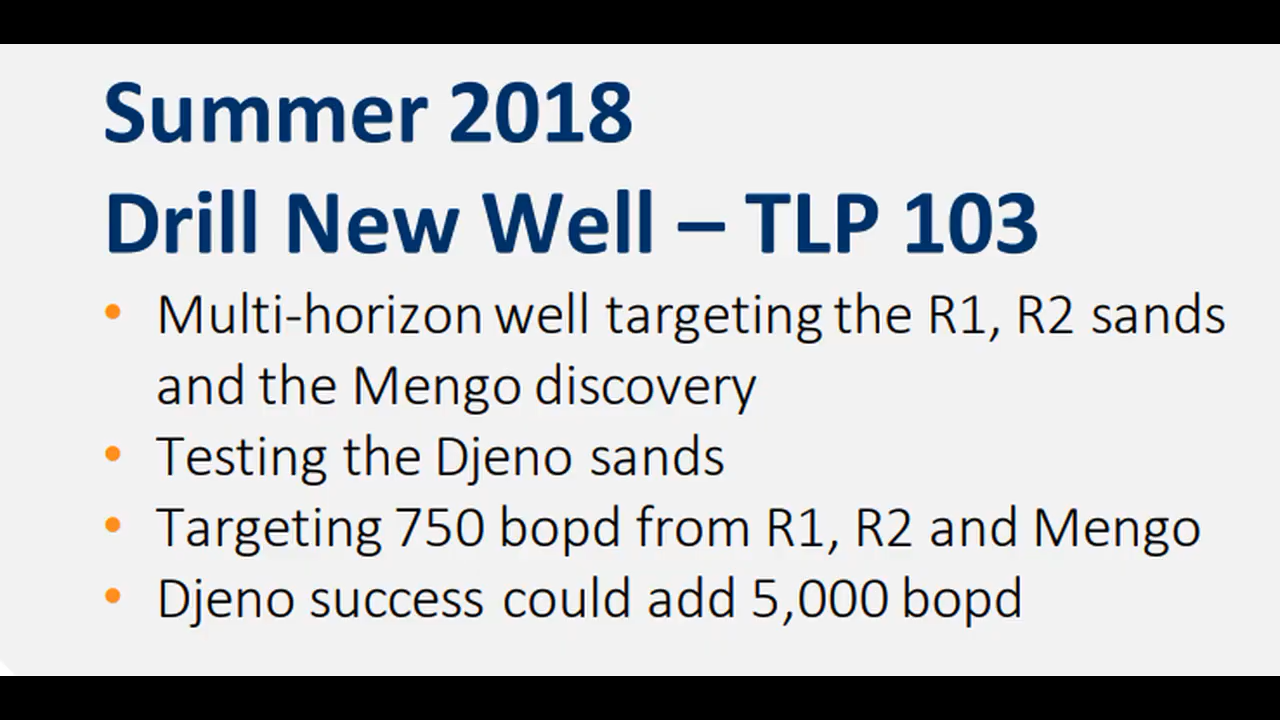 Summer 2018
Drill New Well – TLP 103
• Multi-horizon well targeting the R1, R2 sands
and the Mengo discovery
• Testing the Djeno sands
• Targeting 750 bopd from R1, R2 and Mengo
• Djeno success could add 5,000 bopd